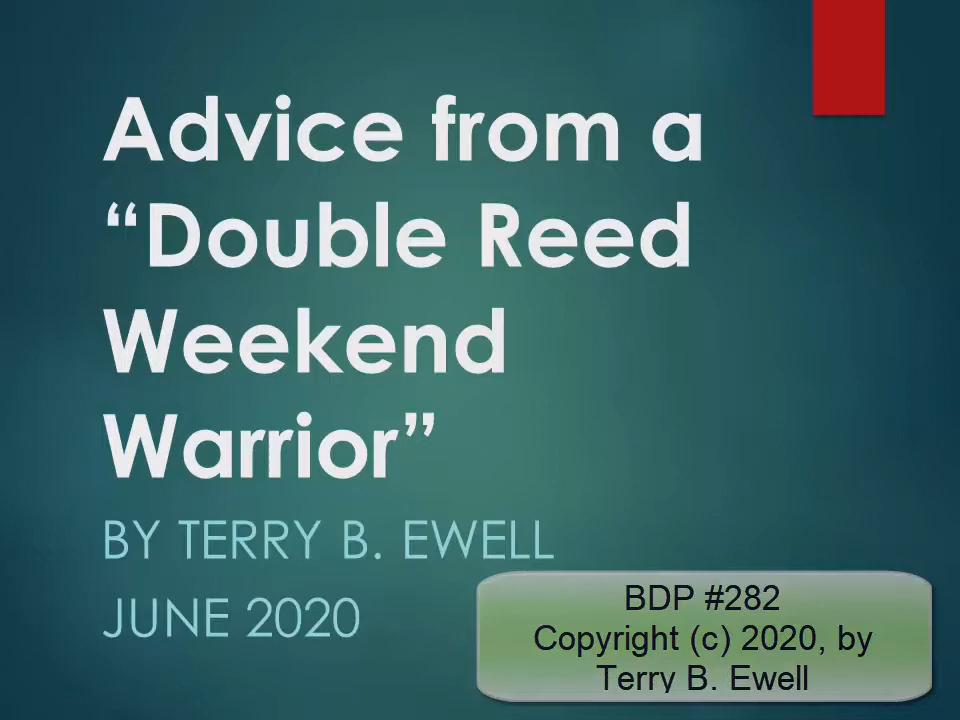 Advice from a
“Double Reed
Weekend
Warrior”
BY TERRY B. EWELL
JUNE 2020
BDP #282
Copyright (c) 2020, by
Terry B. Ewell